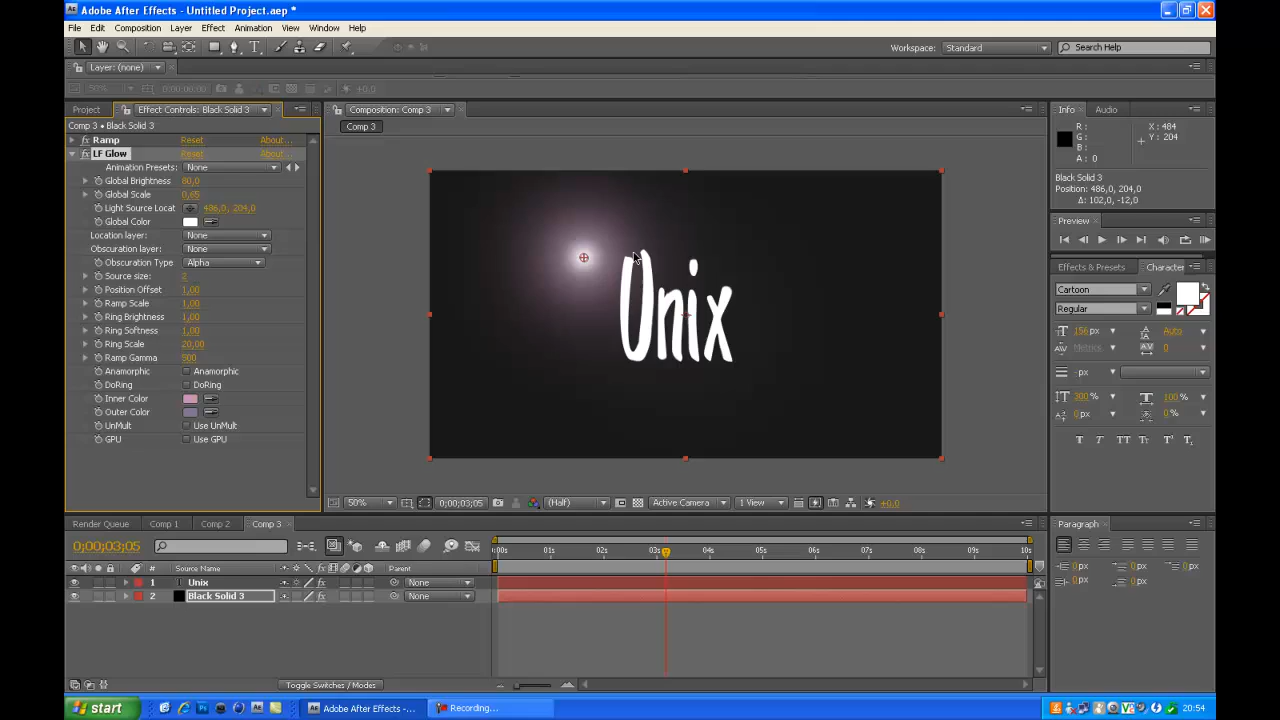 Adobe After Effects - Untitled Project.aep *
File Edit Composition Layer Effect Animation View Window Help
Workspace: Standard Search Help
Layer: (none)
50% 0;00;00;00 +0,0
Project Effect Controls: Black Solid 3 Composition: Comp 3 Info Audio
Comp 3 • Black Solid 3 Comp 3
Ramp Reset About...
LF Glow Reset About...
Animation Presets: None
Global Brightness 80,0
Global Scale 0,65
Light Source Locat 486,0, 204,0
Global Color
Location layer: None
Obscuration layer: None
Obscuration Type Alpha
Source size: 2
Position Offset 1,00
Ramp Scale 1,00
Ring Brightness 1,00
Ring Softness 1,00
Ring Scale 20,00
Ramp Gamma 500
Anamorphic Anamorphic
DoRing DoRing
Inner Color
Outer Color
UnMult Use UnMult
GPU Use GPU
Unix
R: X: 484
G: Y: 204
B:
A: 0
Black Solid 3
Position: 486,0, 204,0
Δ: 102,0, -12,0
Preview
Effects & Presets Character
Cartoon
Regular
156 px Auto
Metrics 0
- px
300 % 100 %
0 px 0 %
T T TT Tr T' T,
50% 0;00;03;05 (Half) Active Camera 1 View +0,0
Render Queue Comp 1 Comp 2 Comp 3 Paragraph
0;00;03;05 :00s 01s 02s 03s 04s 05s 06s 07s 08s 09s 10s
# Source Name Parent
1 T Unix None
2 Black Solid 3 None
0 px 0 px 0 px
0 px 0 px
Toggle Switches / Modes
start Adobe After Effects -... Recording... 20:54